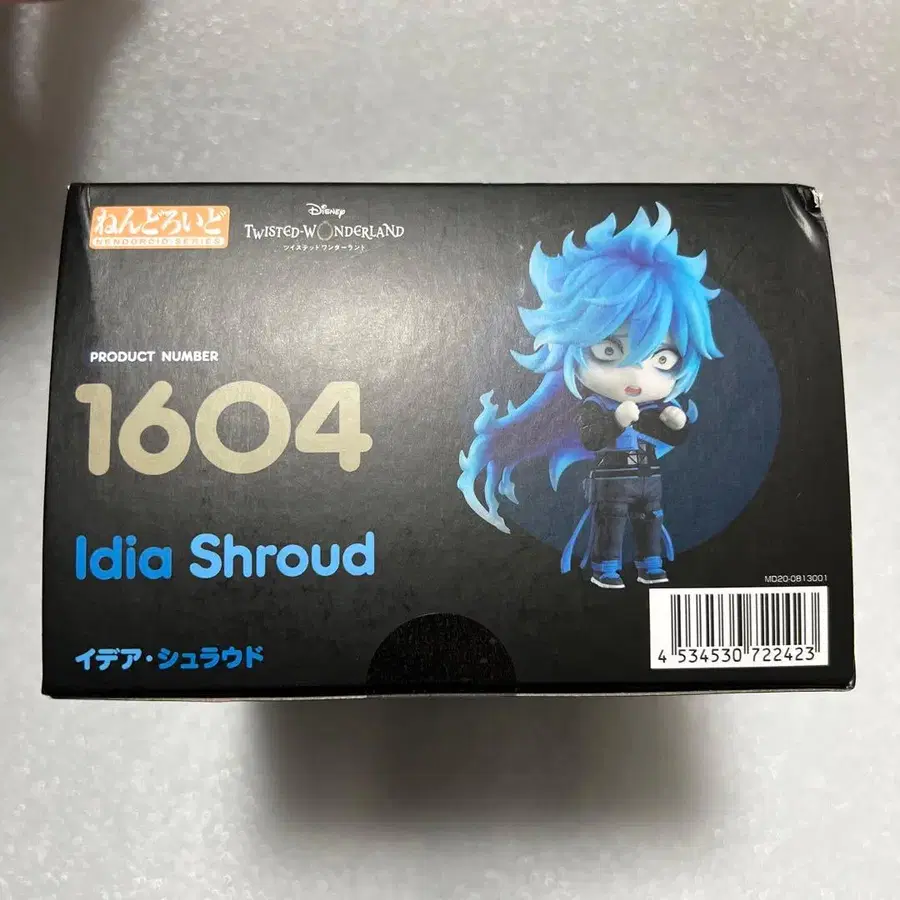 ねんどろいど
NENDOROID SERIES
Disney
TWISTED-WONDERLAND
ツイステッドワンダーランド
PRODUCT NUMBER
1604
Idia Shroud
イデア・シュラウド
MD20-0813001
4 534530 722423